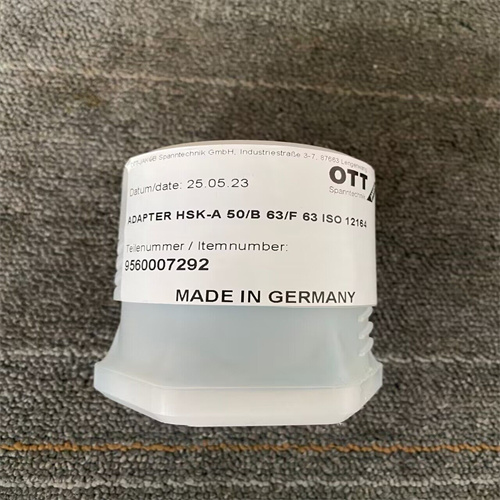 Spanntechnik GmbH, Industriestraße 3-7, 87663 Lengenwang
OTT
Spanntechnik
Datum/date: 25.05.23
ADAPTER HSK-A 50/B 63/F 63 ISO 12164
Teilenummer / Itemnumber:
9560007292
MADE IN GERMANY